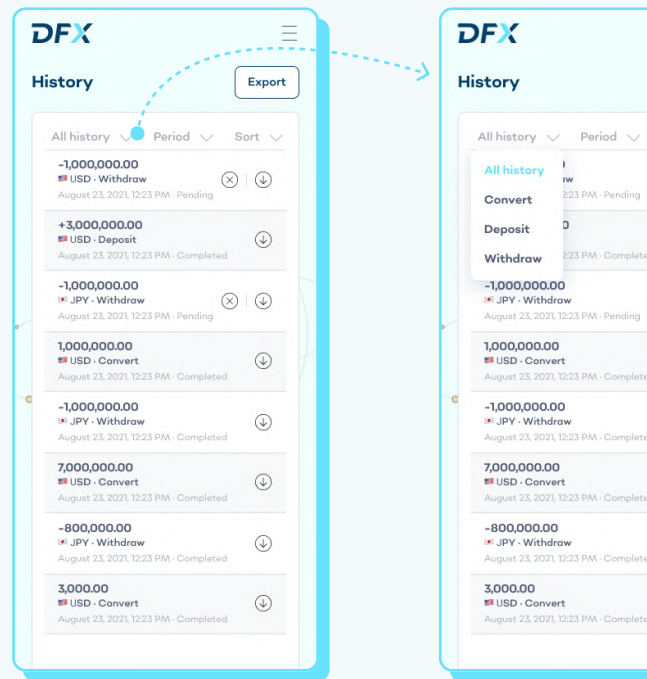 DFX
History
Export
All history Period Sort
-1,000,000.00
USD · Withdraw
August 23, 2021, 12:23 PM · Pending
+3,000,000.00
USD · Deposit
August 23, 2021, 12:23 PM · Completed
-1,000,000.00
JPY · Withdraw
August 23, 2021, 12:23 PM · Pending
1,000,000.00
USD · Convert
August 23, 2021, 12:23 PM · Completed
-1,000,000.00
JPY · Withdraw
August 23, 2021, 12:23 PM · Completed
7,000,000.00
USD · Convert
August 23, 2021, 12:23 PM · Completed
-800,000.00
JPY · Withdraw
August 23, 2021, 12:23 PM · Completed
3,000.00
USD · Convert
August 23, 2021, 12:23 PM · Completed
DFX
History
All history Period
All history
Convert
Deposit
Withdraw
2:23 PM · Pending
-1,000,000.00
JPY · Withdraw
August 23, 2021, 12:23 PM · Pending
1,000,000.00
USD · Convert
August 23, 2021, 12:23 PM · Complete
-1,000,000.00
JPY · Withdraw
August 23, 2021, 12:23 PM · Complete
7,000,000.00
USD · Convert
August 23, 2021, 12:23 PM · Complete
-800,000.00
JPY · Withdraw
August 23, 2021, 12:23 PM · Complete
3,000.00
USD · Convert
August 23, 2021, 12:23 PM · Complete